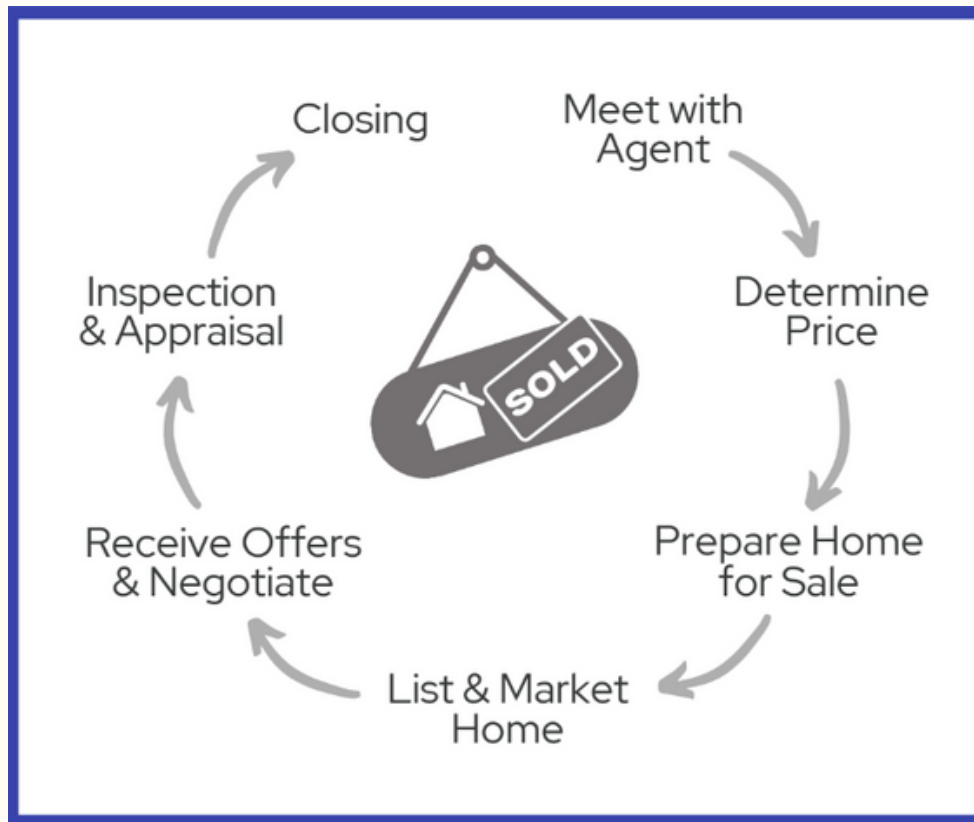 Meet with
Agent
Determine
Price
Prepare Home
for Sale
List & Market
Home
Receive Offers
& Negotiate
Inspection
& Appraisal
Closing
SOLD